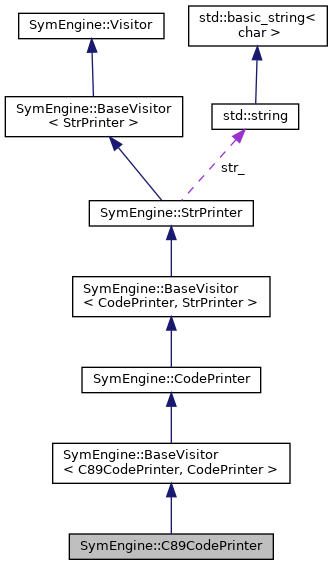 SymEngine::Visitor
std::basic_string<
char >
SymEngine::BaseVisitor
< StrPrinter >
std::string
str_
SymEngine::StrPrinter
SymEngine::BaseVisitor
< CodePrinter, StrPrinter >
SymEngine::CodePrinter
SymEngine::BaseVisitor
< C89CodePrinter, CodePrinter >
SymEngine::C89CodePrinter